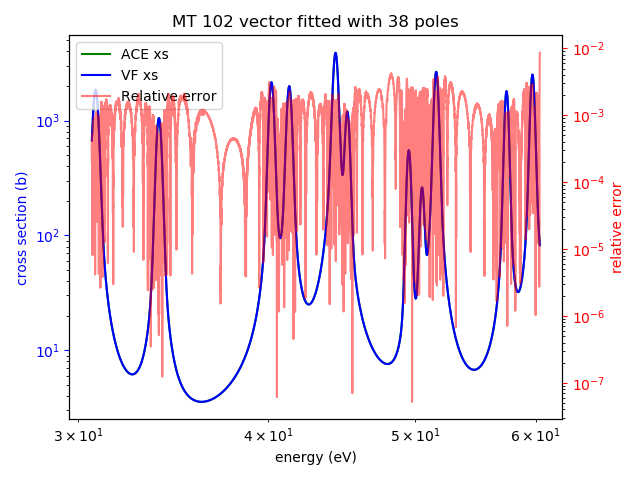 MT 102 vector fitted with 38 poles
ACE xs
VF xs
Relative error
cross section (b)
10³
10²
10¹
relative error
10⁻²
10⁻³
10⁻⁴
10⁻⁵
10⁻⁶
10⁻⁷
3 × 10¹
4 × 10¹
5 × 10¹
6 × 10¹
energy (eV)